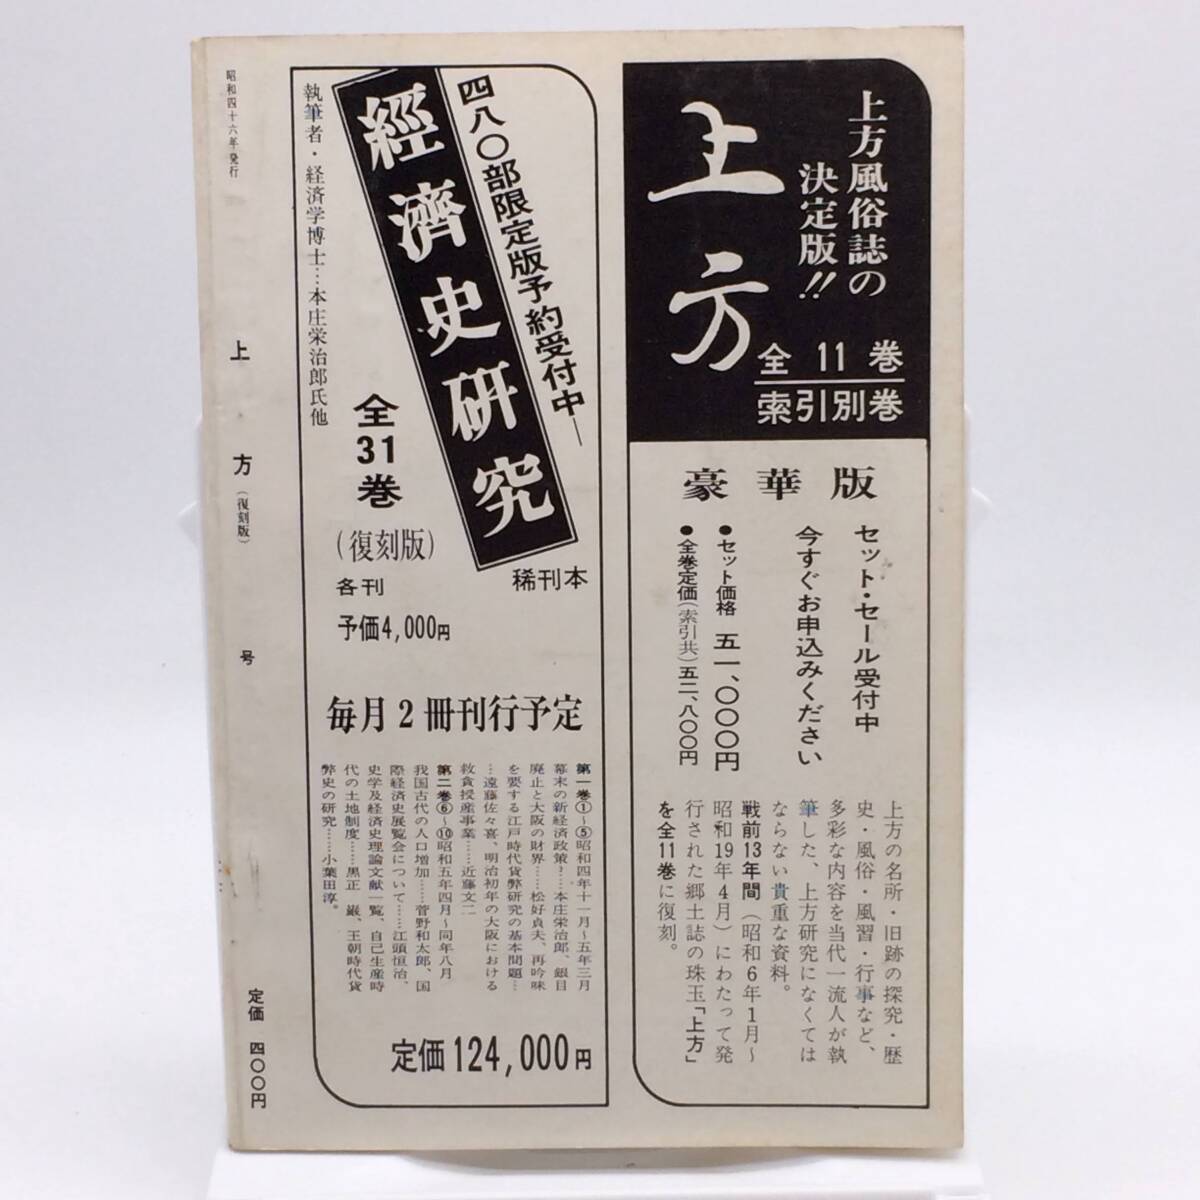 上方風俗誌の
決定版!!
上方
全11巻
索引別巻
豪華版
セット・セール受付中
今すぐお申込みください
●セット価格 五一、〇〇〇円
●全巻定価(索引共)五二、八〇〇円
上方の名所・旧跡の探究・歴
史・風俗・風習・行事など、
多彩な内容を当代一流人が執
筆した、上方研究になくては
ならない貴重な資料。
戦前13年間(昭和6年1月～
昭和19年4月)にわたって発
行された郷土誌の珠玉「上方」
を全11巻に復刻。
四八〇部限定版予約受付中―
經濟史研究
稀刊本
執筆者・経済学博士…本庄栄治郎氏他
全31巻
(復刻版)
各刊
予価4,000円
毎月2冊刊行予定
第一巻①～⑤昭和四年十一月～五年三月
幕末の新経済政策?…本庄栄治郎、銀目
廃止と大阪の財界……松好貞夫、再吟味
を要する江戸時代貨幣研究の基本問題…
…遠藤佐々喜、明治初年の大阪における
救貧授産事業……近藤文二
第二巻⑥～⑩昭和五年四月～同年八月
我国古代の人口増加……菅野和太郎、国
際経済史展覧会について……江頭恒治、
史学及経済史理論文献一覧、自己生産時
代の土地制度……黒正 巌、王朝時代貨
弊史の研究……小葉田淳。
定価124,000円
昭和四十六年発行
上方(復刻版)号
定価 四〇〇円